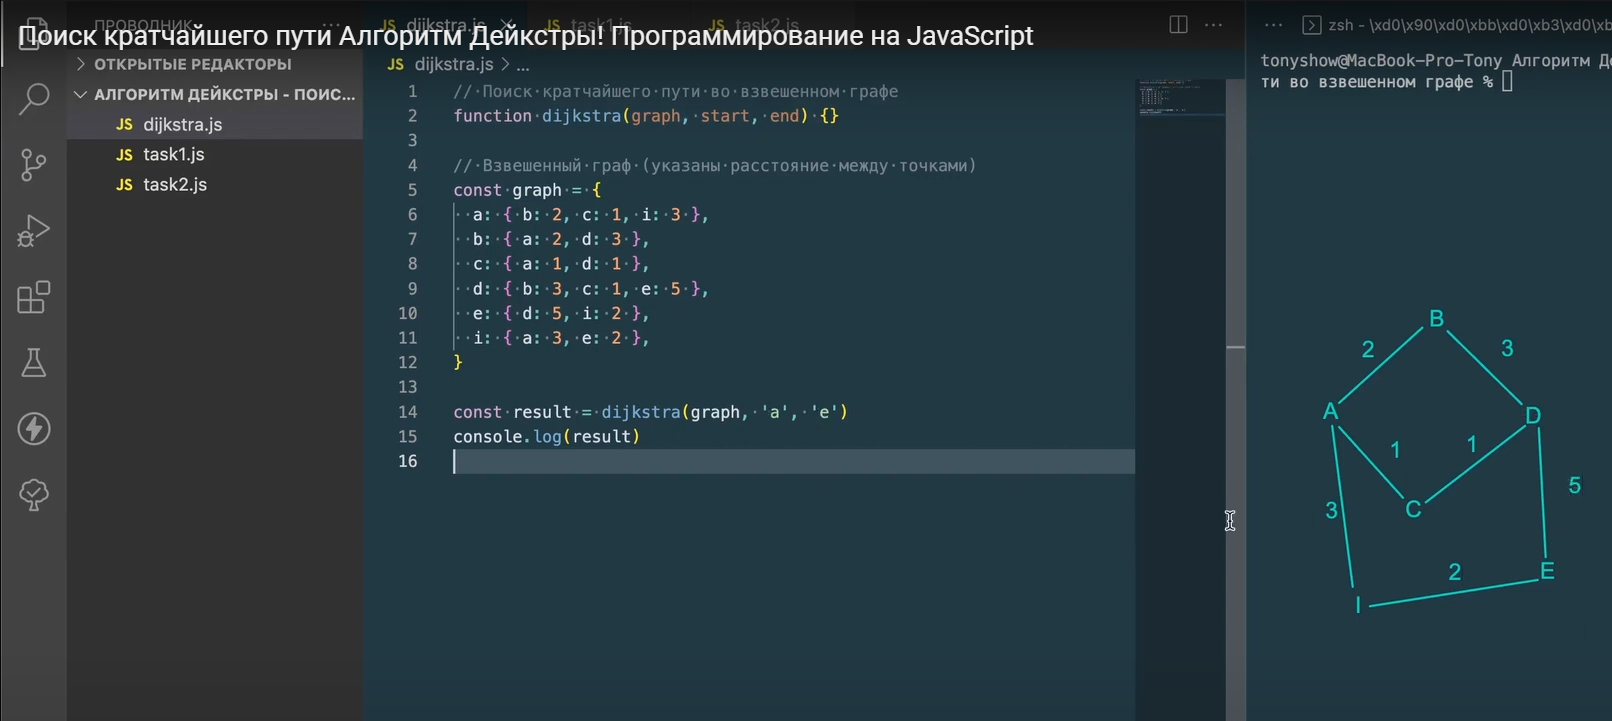 Поиск кратчайшего пути Алгоритм Дейкстры! Программирование на JavaScript
ПРОВОДНИК ...
JS dijkstra.js × JS task1.js JS task2.js
ОТКРЫТЫЕ РЕДАКТОРЫ
АЛГОРИТМ ДЕЙКСТРЫ - ПОИС...
JS dijkstra.js
JS task1.js
JS task2.js
JS dijkstra.js > ...
1 // Поиск кратчайшего пути во взвешенном графе
2 function dijkstra(graph, start, end) {}
3
4 // Взвешенный граф (указаны расстояние между точками)
5 const graph = {
6 a: { b: 2, c: 1, i: 3 },
7 b: { a: 2, d: 3 },
8 c: { a: 1, d: 1 },
9 d: { b: 3, c: 1, e: 5 },
10 e: { d: 5, i: 2 },
11 i: { a: 3, e: 2 },
12 }
13
14 const result = dijkstra(graph, 'a', 'e')
15 console.log(result)
16
zsh - \xd0\x90\xd0\xbb\xd0\xb3\xd0\xb
tonyshow@MacBook-Pro-Tony Алгоритм Де
ти во взвешенном графе %
B
2 3
A D
1 1
5
3 C
2 E
I